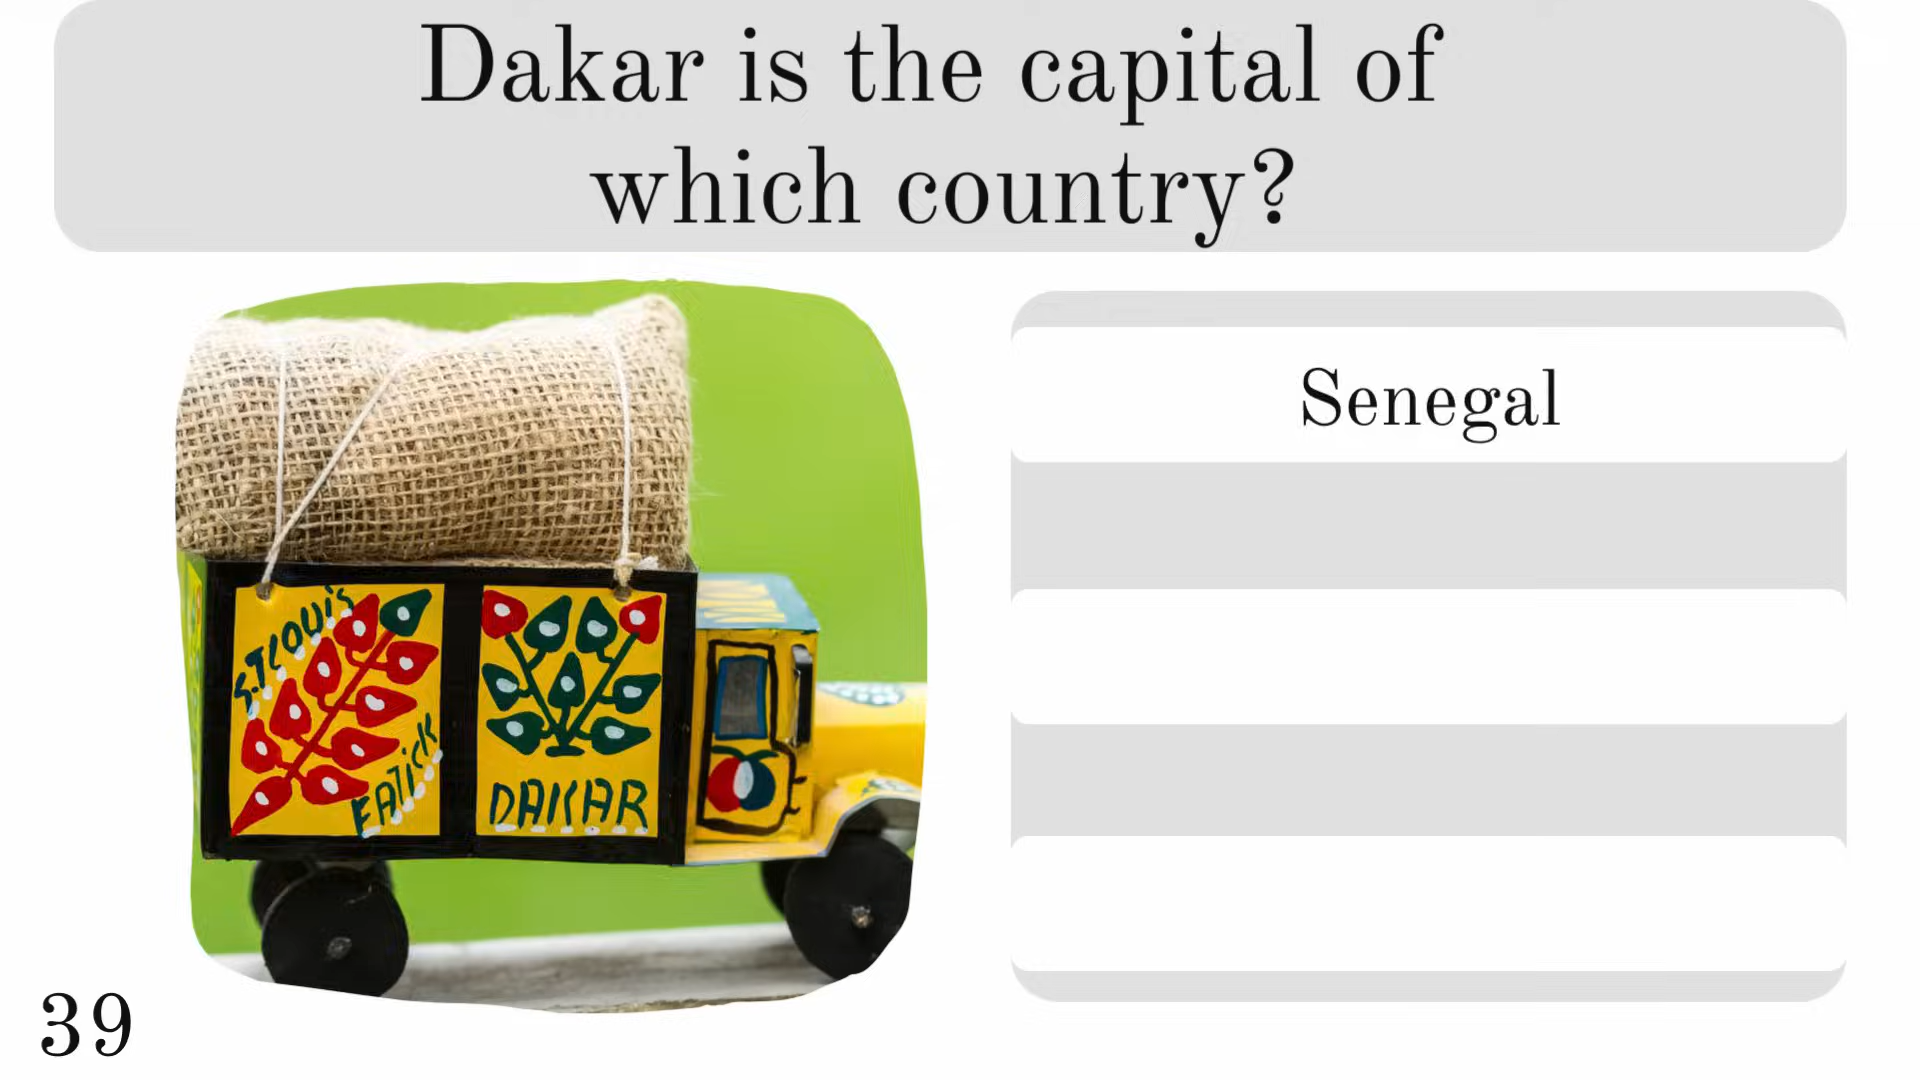 Dakar is the capital of
which country?
Senegal
S.T LOUIS
FATICK
DAKAR
39